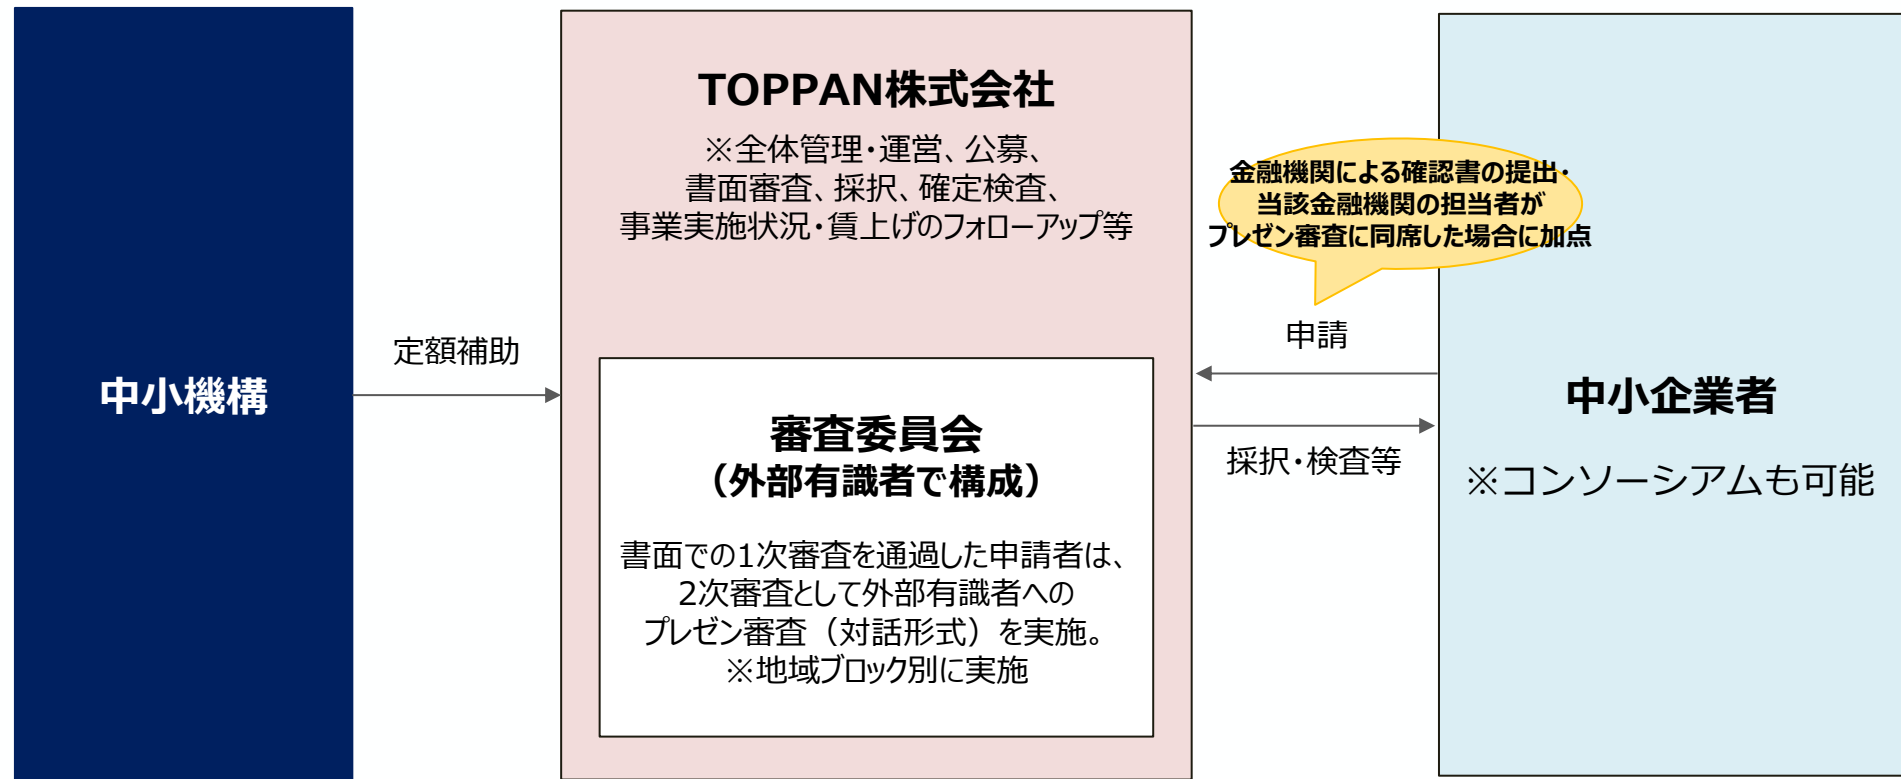 中小機構
定額補助
TOPPAN株式会社
※全体管理・運営、公募、
書面審査、採択、確定検査、
事業実施状況・賃上げのフォローアップ等
審査委員会
（外部有識者で構成）
書面での1次審査を通過した申請者は、
2次審査として外部有識者への
プレゼン審査（対話形式）を実施。
※地域ブロック別に実施
金融機関による確認書の提出・
当該金融機関の担当者が
プレゼン審査に同席した場合に加点
申請
採択・検査等
中小企業者
※コンソーシアムも可能